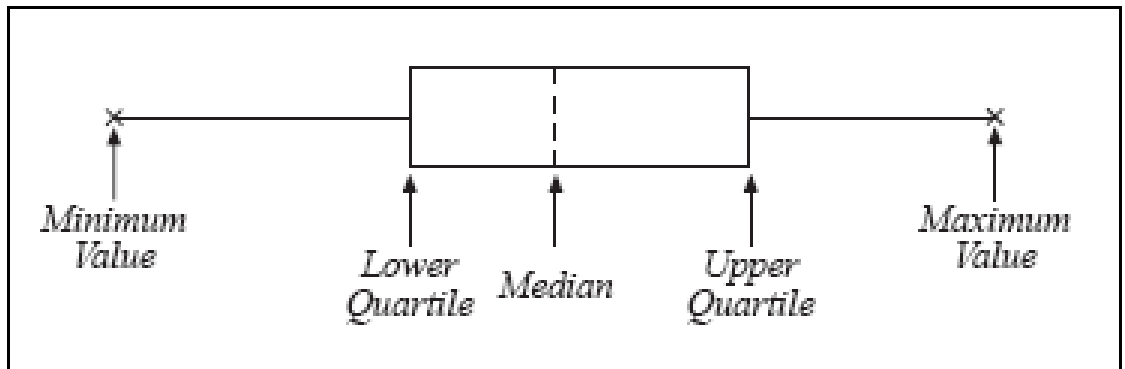 Minimum
Value
Lower
Quartile
Median
Upper
Quartile
Maximum
Value